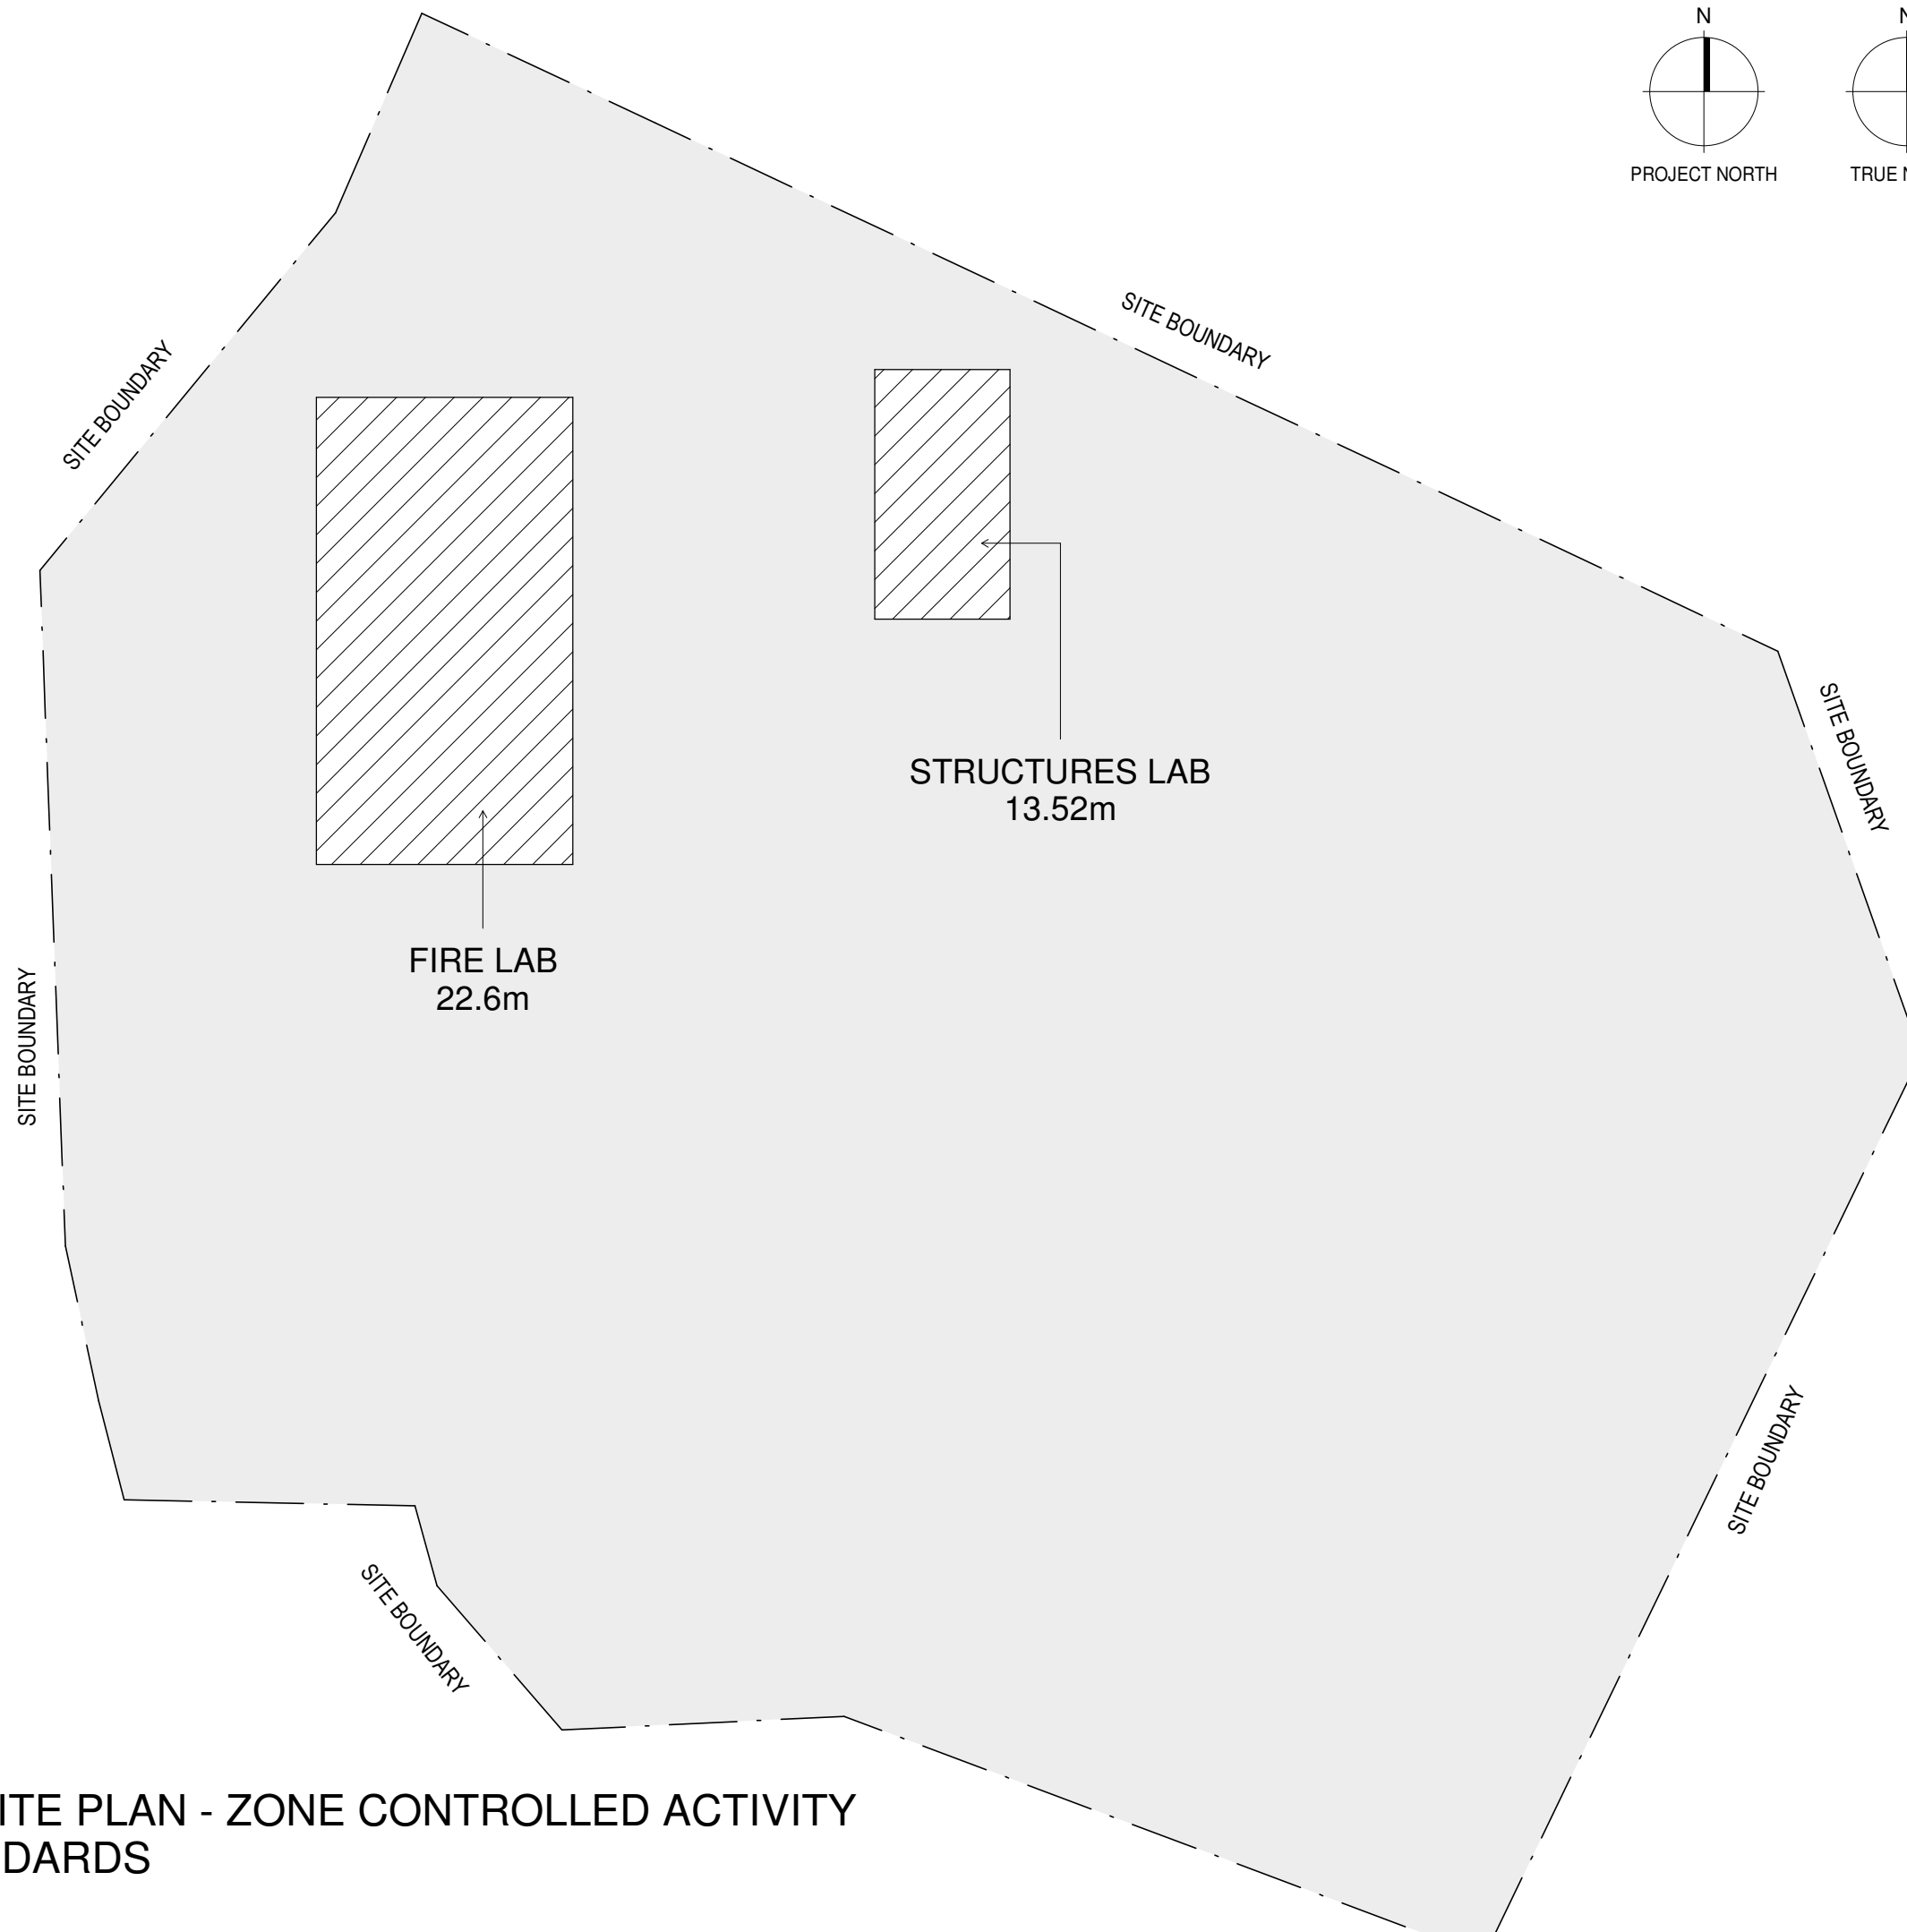 N
N
PROJECT NORTH
TRUE N
SITE BOUNDARY
SITE BOUNDARY
SITE BOUNDARY
STRUCTURES LAB
13.52m
FIRE LAB
22.6m
SITE BOUNDARY
SITE BOUNDARY
SITE BOUNDARY
ITE PLAN - ZONE CONTROLLED ACTIVITY
DARDS